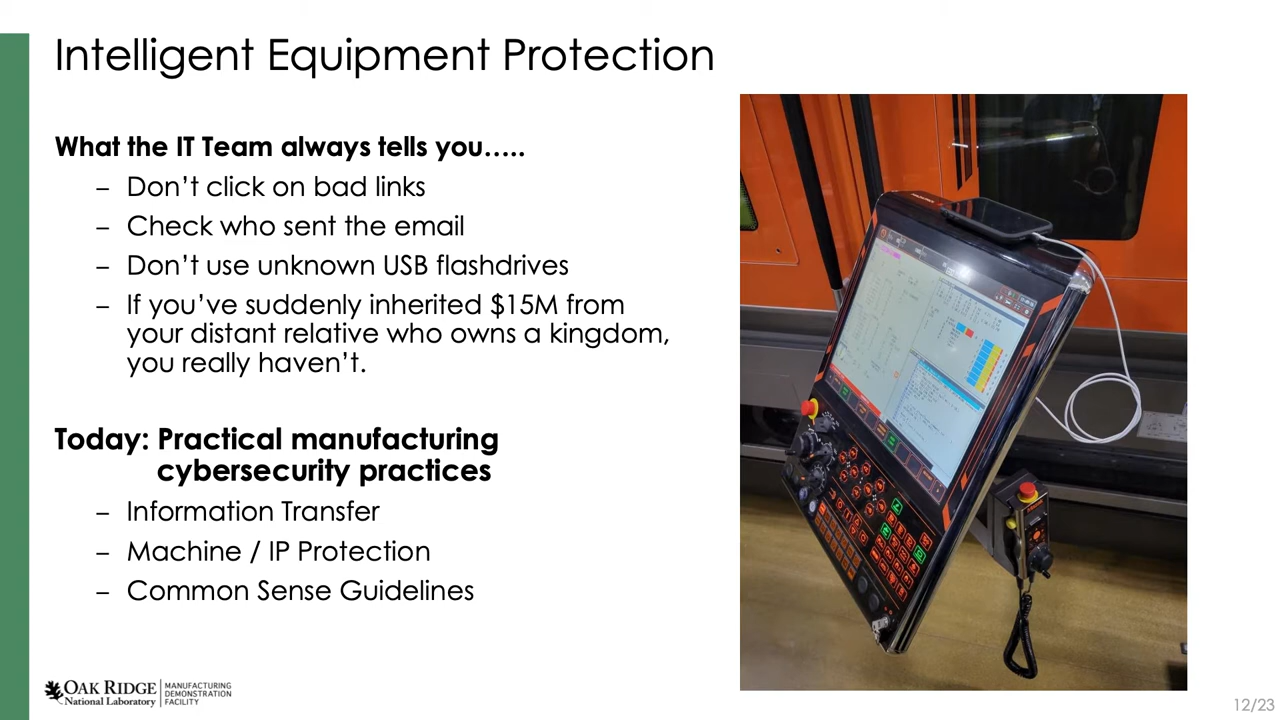 Intelligent Equipment Protection
What the IT Team always tells you.....
– Don't click on bad links
– Check who sent the email
– Don't use unknown USB flashdrives
– If you've suddenly inherited $15M from
your distant relative who owns a kingdom,
you really haven't.
Today: Practical manufacturing
cybersecurity practices
– Information Transfer
– Machine / IP Protection
– Common Sense Guidelines
OAK RIDGE
National Laboratory
MANUFACTURING
DEMONSTRATION
FACILITY
12/23